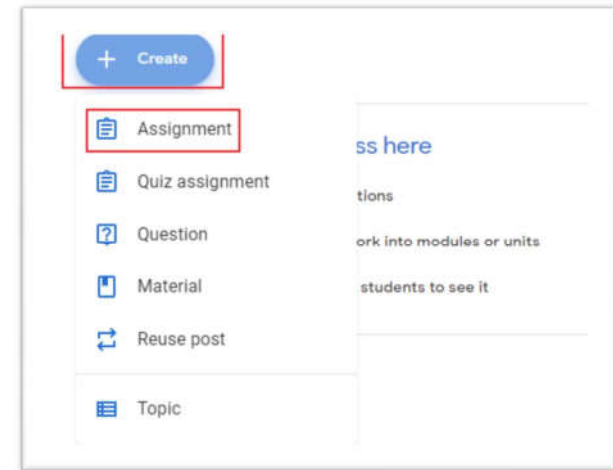 + Create
Assignment
ss here
Quiz assignment
tions
Question
ork into modules or units
Material
students to see it
Reuse post
Topic